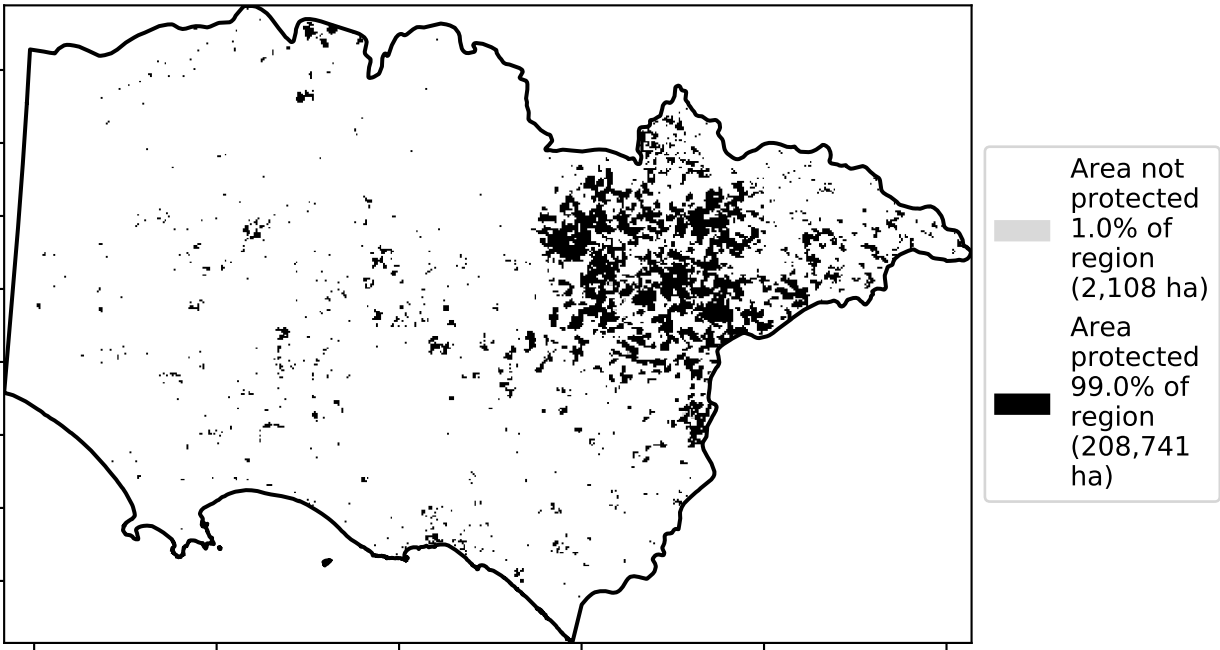 Area not
protected
1.0% of
region
(2,108 ha)
Area
protected
99.0% of
region
(208,741
ha)